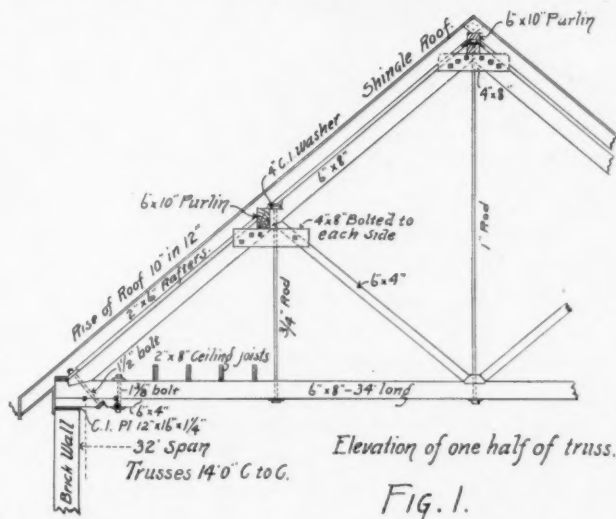 6"x10" Purlin
Shingle Roof.
4"x8"
4" C.I. Washer
6"x8"
6"x10" Purlin
4"x8" Bolted to
each side
Rise of Roof 10" in 12"
2"x6" Rafters.
6"x4"
3/4" Rod
1" Rod
1 1/2" bolt
2"x8" Ceiling joists
1 3/8 bolt
6"x8"-34' long
6"x4"
C.I. Pl 12"x16"x1 1/4"
Brick Wall
32' Span
Trusses 14'0" C to C.
Elevation of one half of truss.
FIG. 1.